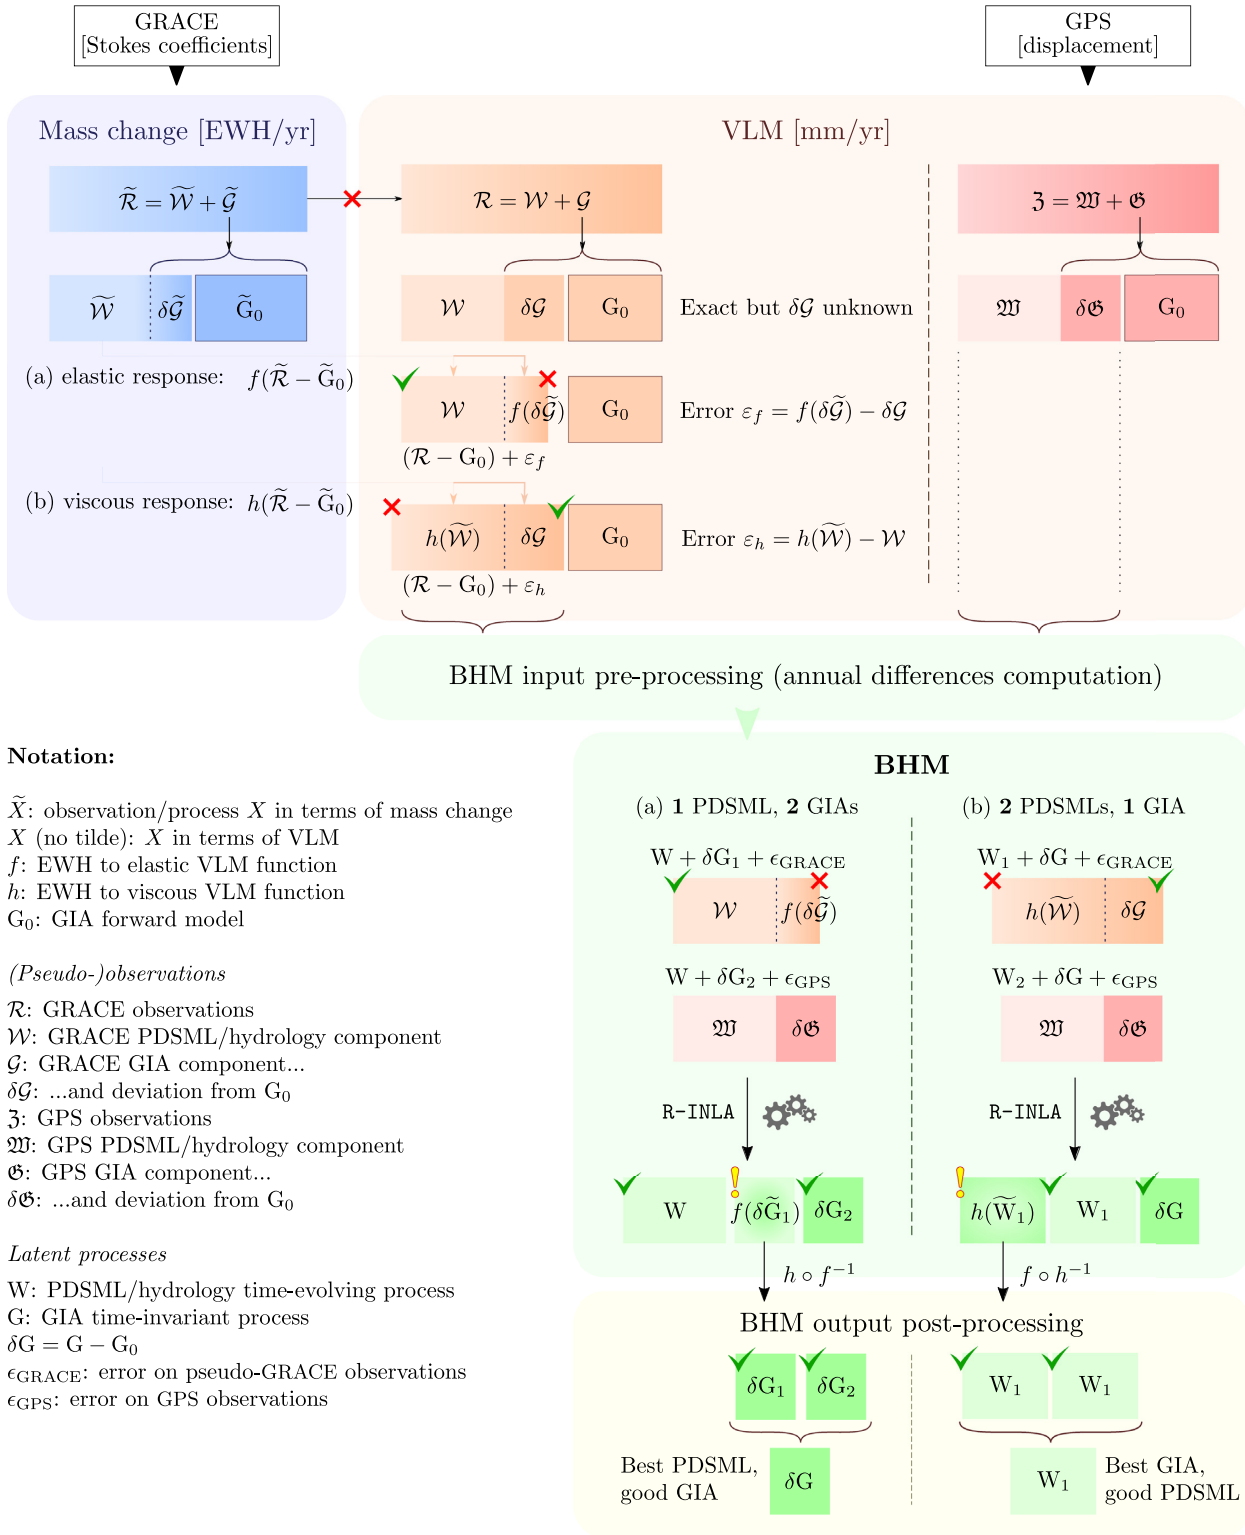 GRACE
[Stokes coefficients]
GPS
[displacement]
Mass change [EWH/yr]
VLM [mm/yr]
R̃ = W̃ + G̃
ℛ = 𝒲 + 𝒢
ℨ = 𝔚 + 𝔊
W̃ δG̃ G̃₀
𝒲 δ𝒢 G₀ Exact but δ𝒢 unknown
𝔚 δ𝔊 G₀
(a) elastic response: f(ℛ̃ − G̃₀)
𝒲 f(δ𝒢̃) G₀ Error ε_f = f(δ𝒢̃) − δ𝒢
(ℛ − G₀) + ε_f
(b) viscous response: h(ℛ̃ − G̃₀)
h(𝒲̃) δ𝒢 G₀ Error ε_h = h(𝒲̃) − 𝒲
(ℛ − G₀) + ε_h
BHM input pre-processing (annual differences computation)
Notation:
X̃: observation/process X in terms of mass change
X (no tilde): X in terms of VLM
f: EWH to elastic VLM function
h: EWH to viscous VLM function
G₀: GIA forward model
(Pseudo-)observations
ℛ: GRACE observations
𝒲: GRACE PDSML/hydrology component
𝒢: GRACE GIA component...
δ𝒢: ...and deviation from G₀
ℨ: GPS observations
𝔚: GPS PDSML/hydrology component
𝔊: GPS GIA component...
δ𝔊: ...and deviation from G₀
Latent processes
W: PDSML/hydrology time-evolving process
G: GIA time-invariant process
δG = G − G₀
ϵ_GRACE: error on pseudo-GRACE observations
ϵ_GPS: error on GPS observations
BHM
(a) 1 PDSML, 2 GIAs
W + δG₁ + ϵ_GRACE
𝒲 f(δ𝒢̃)
W + δG₂ + ϵ_GPS
𝔚 δ𝔊
R-INLA
W f(δG̃₁) δG₂
h ∘ f⁻¹
(b) 2 PDSMLs, 1 GIA
W₁ + δG + ϵ_GRACE
h(𝒲̃) δ𝒢
W₂ + δG + ϵ_GPS
𝔚 δ𝔊
R-INLA
h(W̃₁) W₁ δG
f ∘ h⁻¹
BHM output post-processing
δG₁ δG₂
W₁ W₁
Best PDSML,
good GIA
δG
W₁
Best GIA,
good PDSML